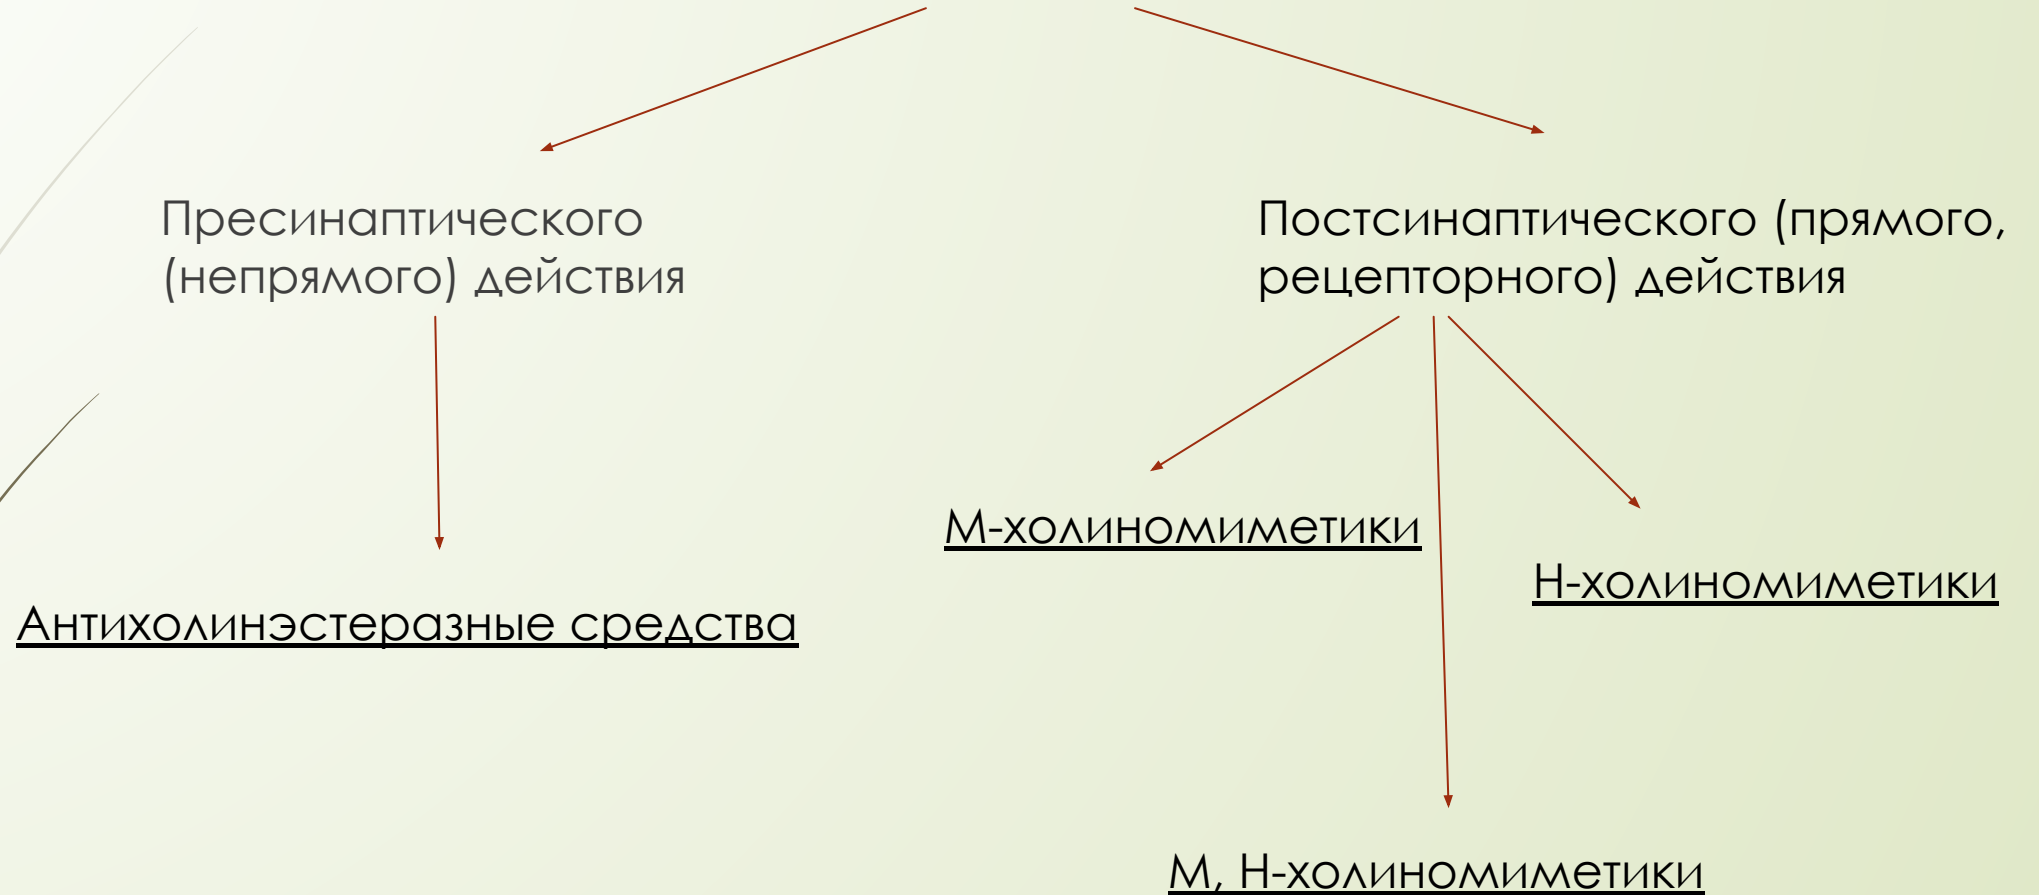 Пресинаптического
(непрямого) действия
Постсинаптического (прямого,
рецепторного) действия
М-холиномиметики
Н-холиномиметики
Антихолинэстеразные средства
М, Н-холиномиметики